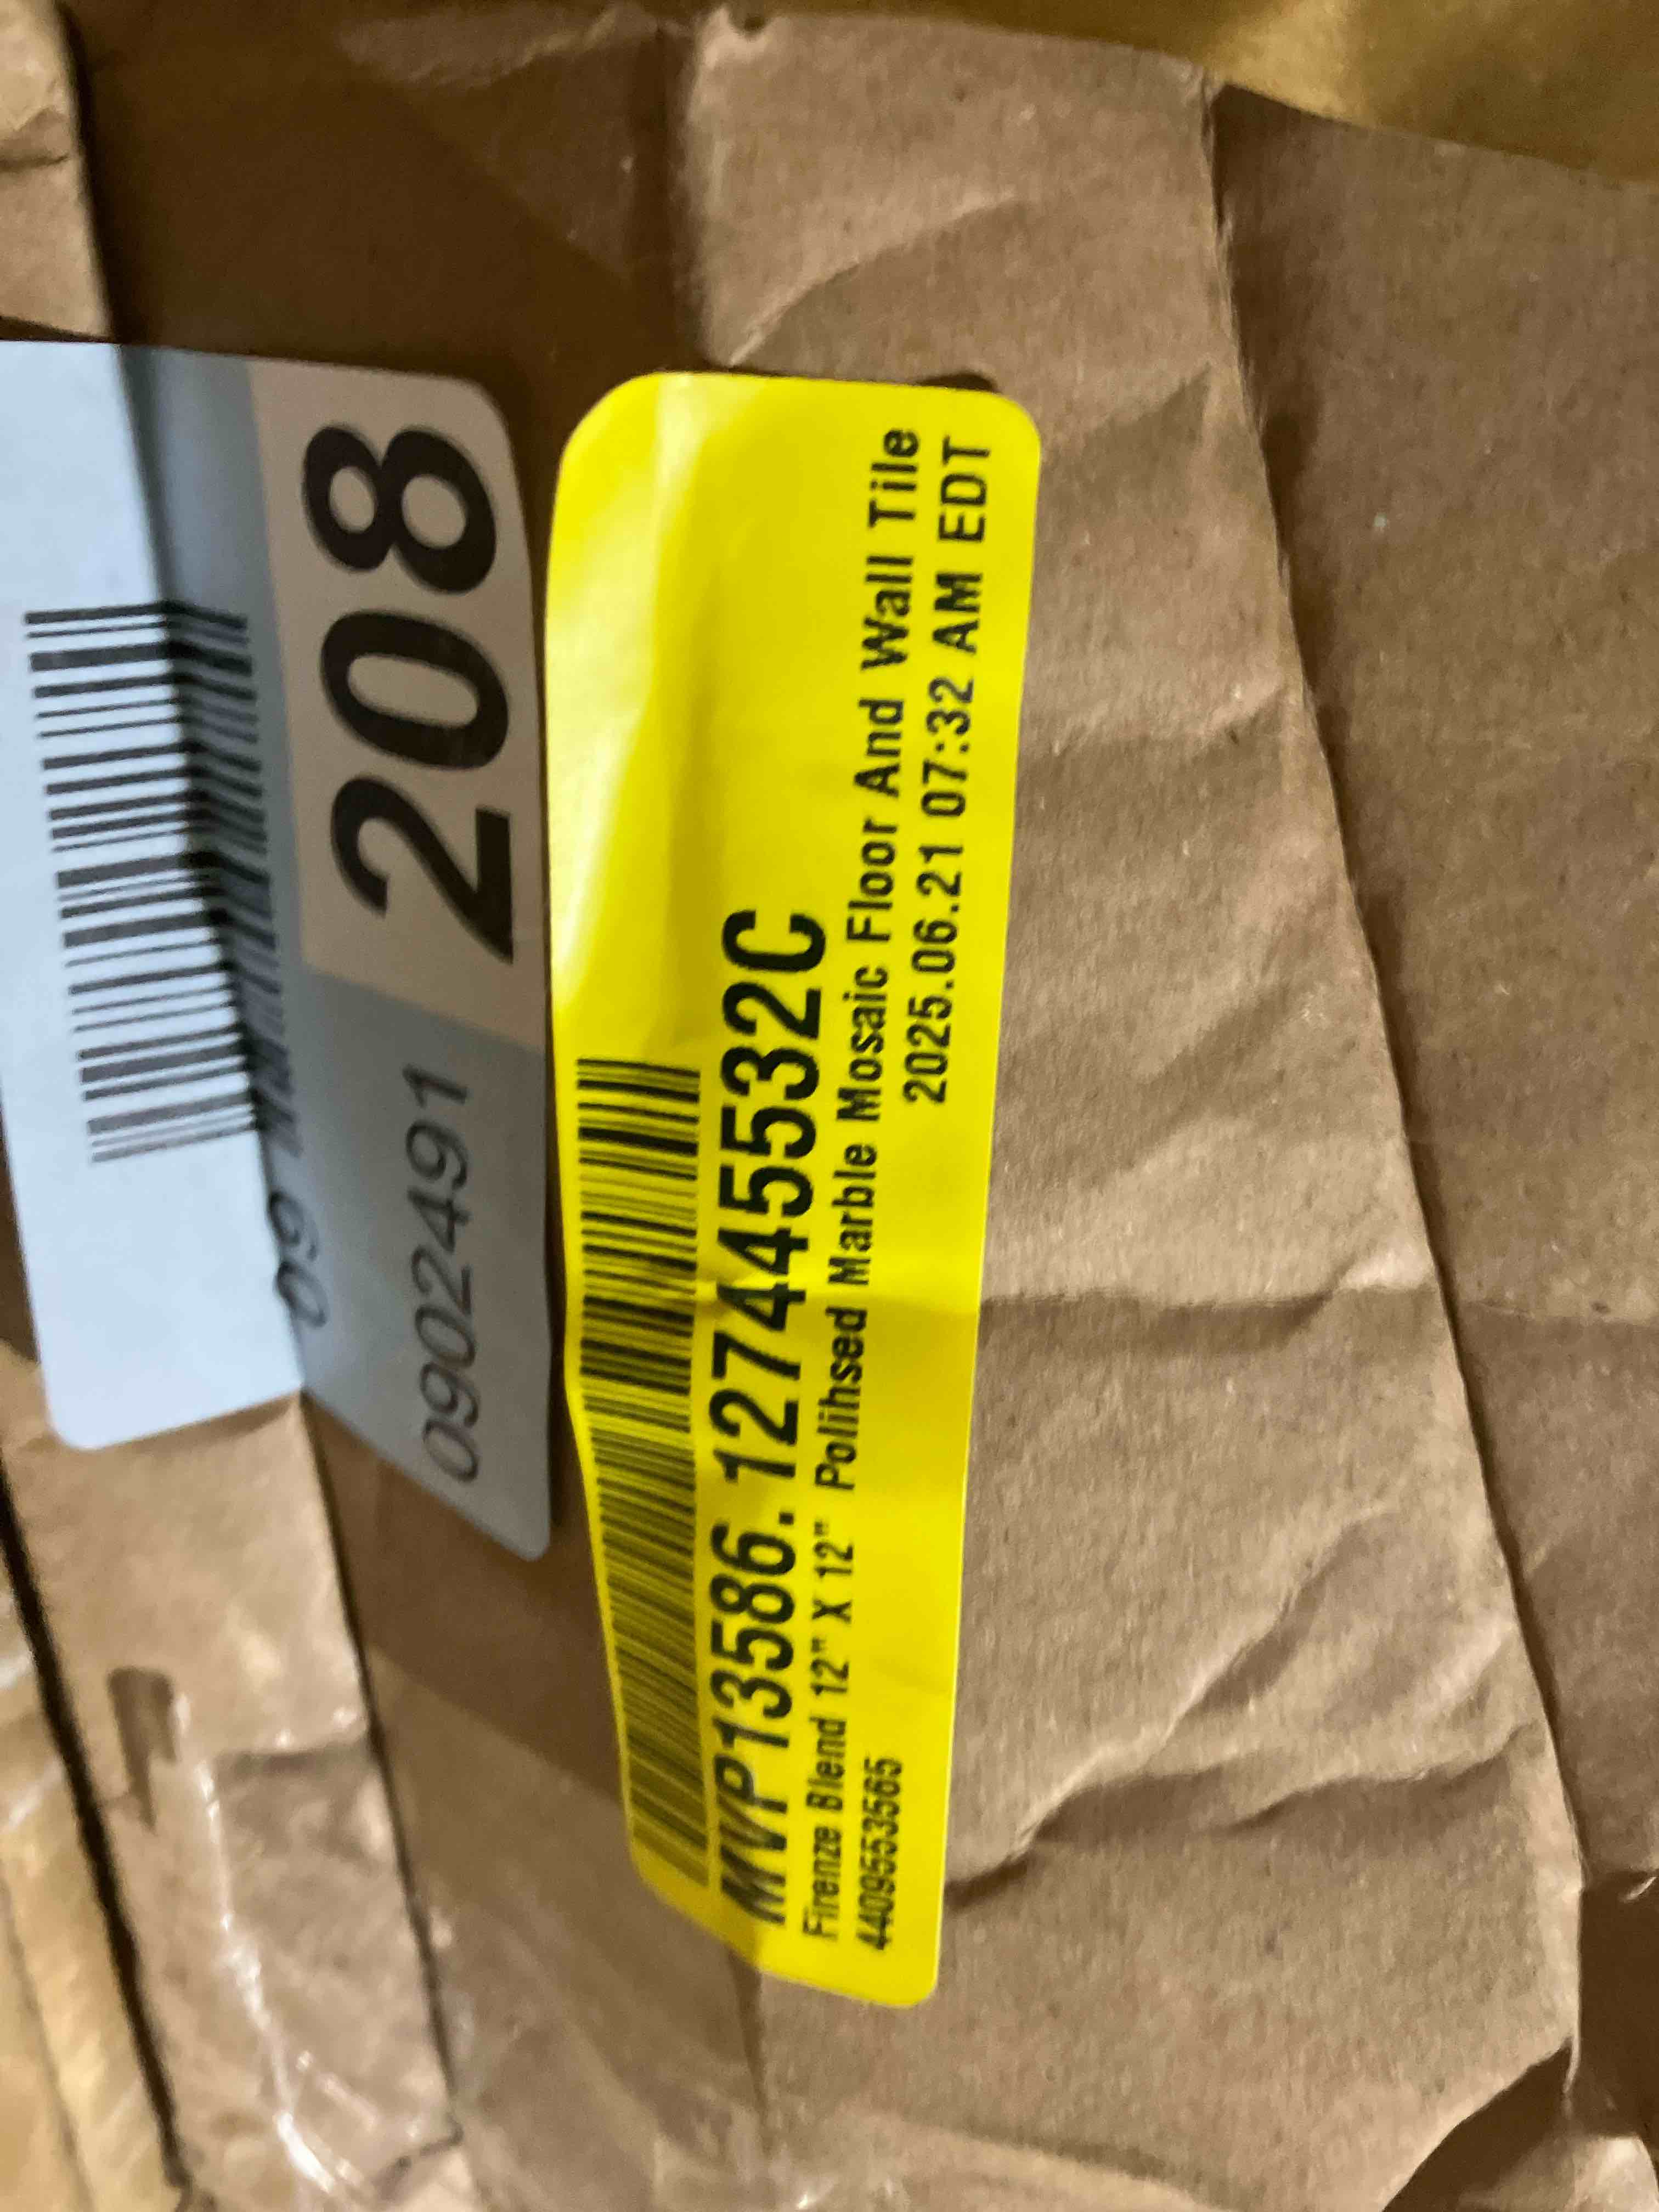 208
0902491
MVP13586.127445532C
Firenze Blend 12" X 12" Polihsed Marble Mosaic Floor And Wall Tile
4409553565
2025.06.21 07:32 AM EDT